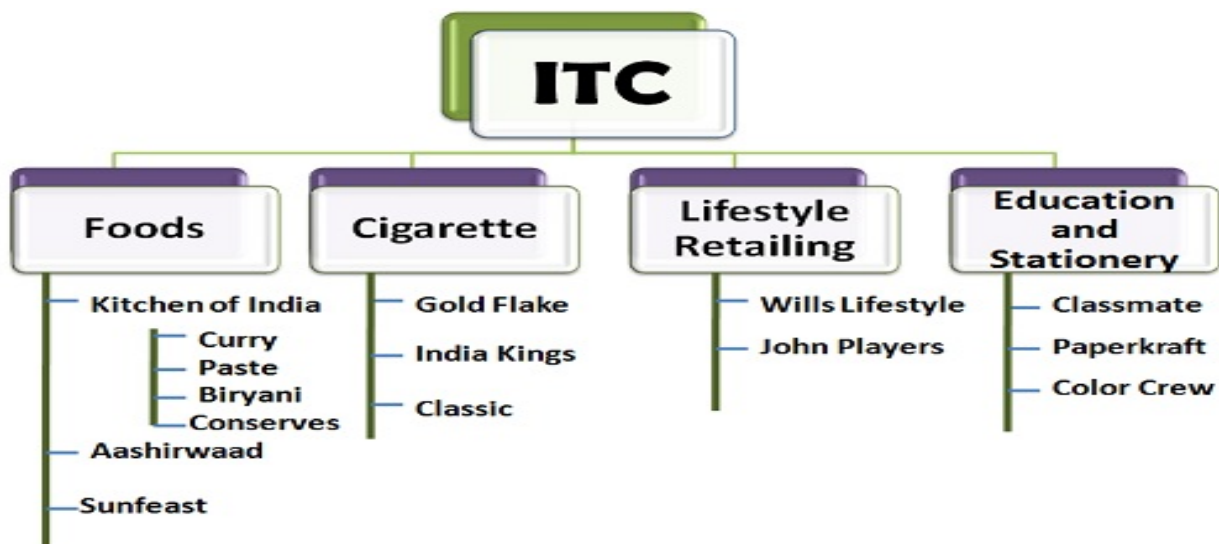 ITC
Foods
Kitchen of India
Curry
Paste
Biryani
Conserves
Aashirwaad
Sunfeast
Cigarette
Gold Flake
India Kings
Classic
Lifestyle
Retailing
Wills Lifestyle
John Players
Education
and
Stationery
Classmate
Paperkraft
Color Crew